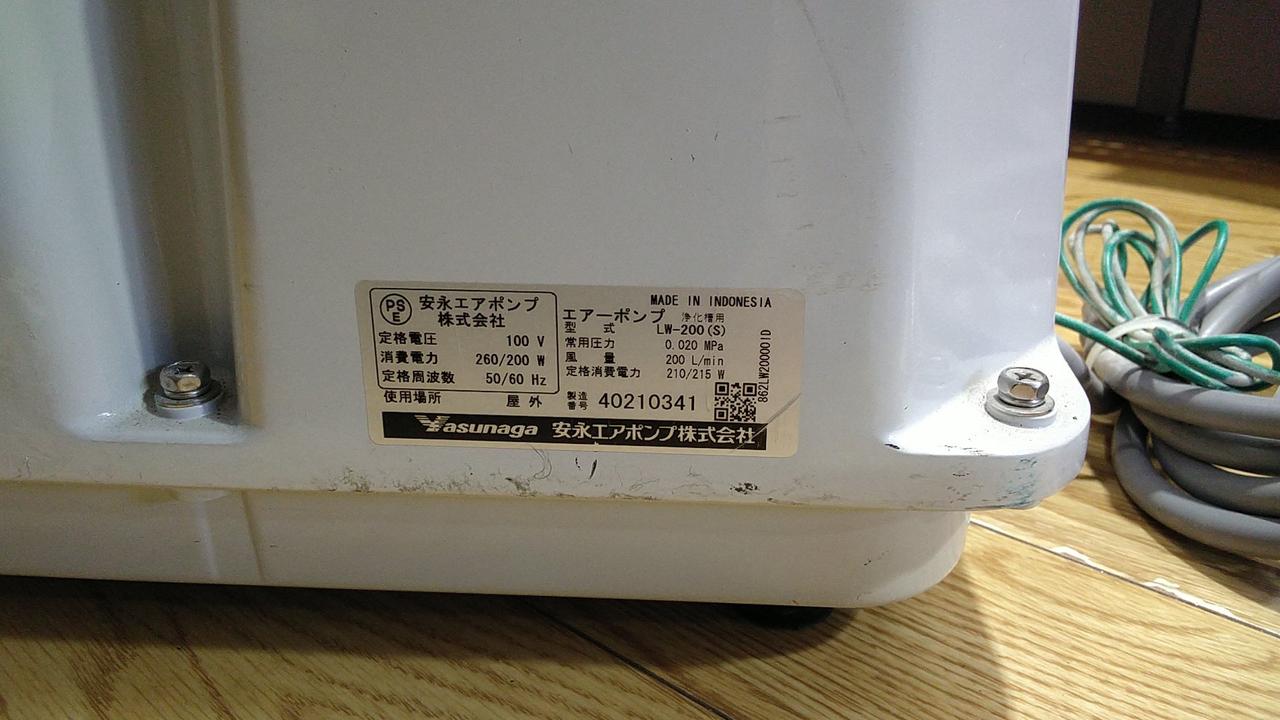 PS
E
安永エアポンプ
株式会社
定格電圧 100 V
消費電力 260/200 W
定格周波数 50/60 Hz
使用場所 屋外
MADE IN INDONESIA
エアーポンプ 浄化槽用
型式 LW-200(S)
常用圧力 0.020 MPa
風量 200 L/min
定格消費電力 210/215 W
製造
番号 40210341
862LW200000ID
Yasunaga 安永エアポンプ株式会社